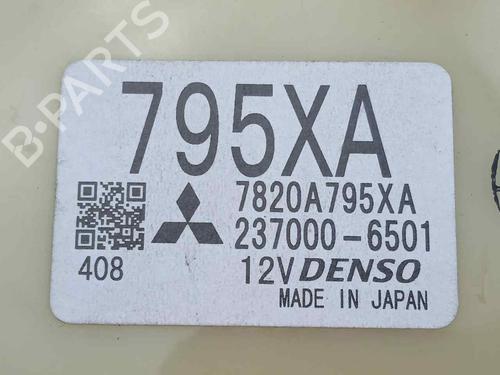 795XA
7820A795XA
237000-6501
408
12V DENSO
MADE IN JAPAN
B-PARTS